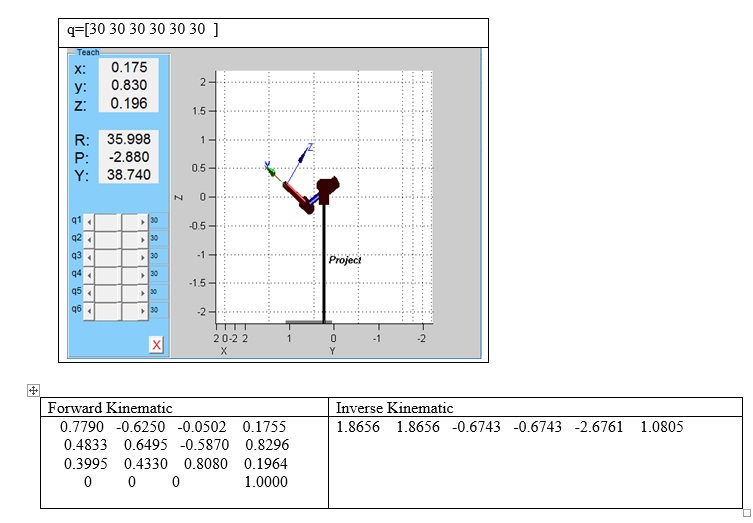 q=[30 30 30 30 30 30 ]
Teach
x: 0.175
y: 0.830
z: 0.196
R: 35.998
P: -2.880
Y: 38.740
q1 30
q2 30
q3 30
q4 30
q5 30
q6 30
X
2
1.5
1
0.5
0
-0.5
-1
-1.5
-2
Z
Z
Y
Project
2 0 -2 2 1 0 -1 -2
X Y
Forward Kinematic
0.7790 -0.6250 -0.0502 0.1755
0.4833 0.6495 -0.5870 0.8296
0.3995 0.4330 0.8080 0.1964
0 0 0 1.0000
Inverse Kinematic
1.8656 1.8656 -0.6743 -0.6743 -2.6761 1.0805